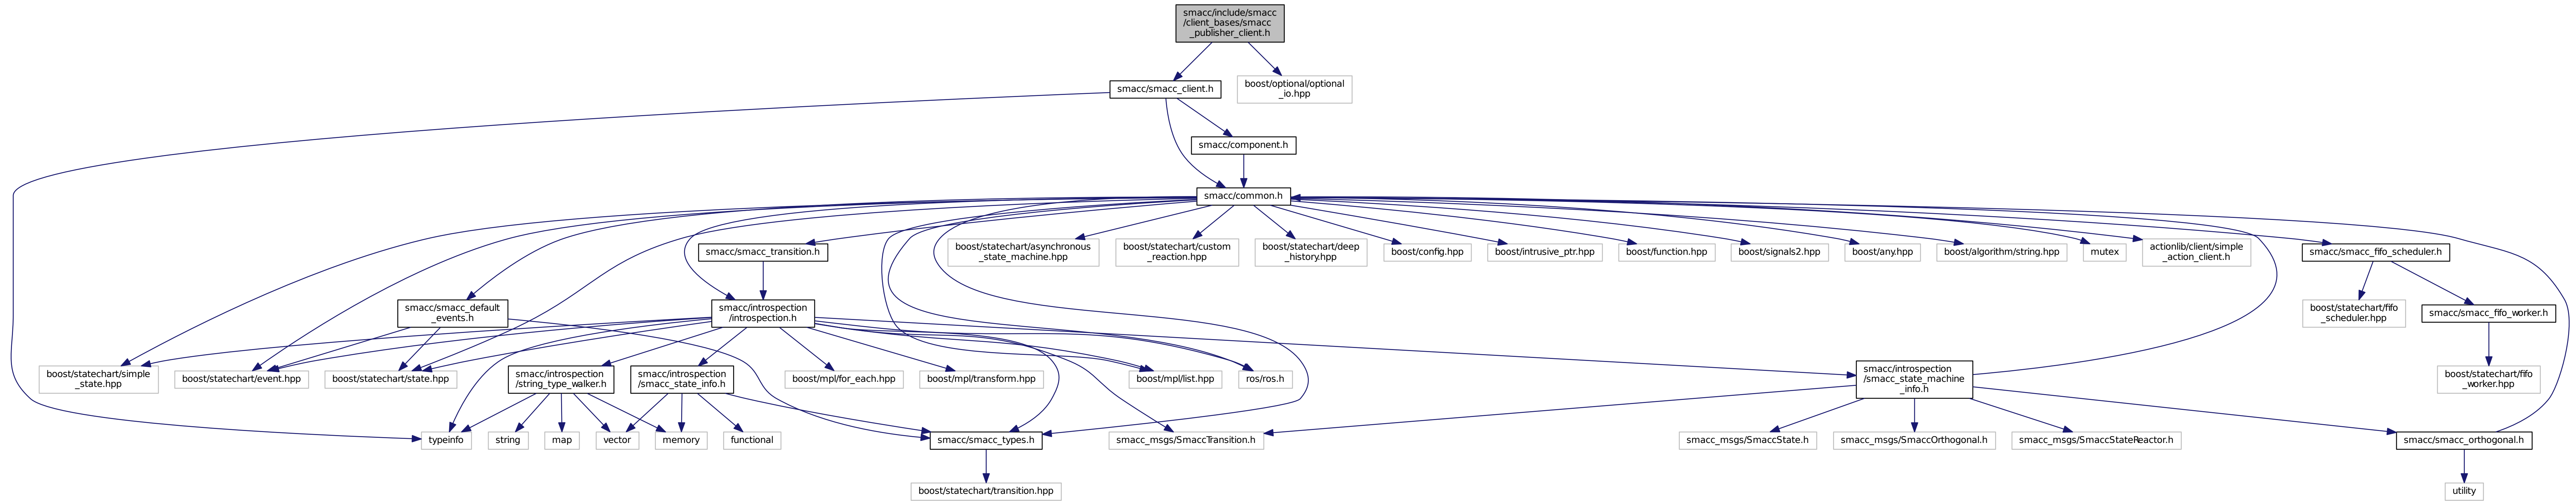 smacc/include/smacc
/client_bases/smacc
_publisher_client.h
smacc/smacc_client.h
boost/optional/optional
_io.hpp
smacc/component.h
smacc/common.h
smacc/smacc_transition.h
boost/statechart/asynchronous
_state_machine.hpp
boost/statechart/custom
_reaction.hpp
boost/statechart/deep
_history.hpp
boost/config.hpp
boost/intrusive_ptr.hpp
boost/function.hpp
boost/signals2.hpp
boost/any.hpp
boost/algorithm/string.hpp
mutex
actionlib/client/simple
_action_client.h
smacc/smacc_fifo_scheduler.h
smacc/smacc_default
_events.h
smacc/introspection
/introspection.h
boost/statechart/fifo
_scheduler.hpp
smacc/smacc_fifo_worker.h
boost/statechart/simple
_state.hpp
boost/statechart/event.hpp
boost/statechart/state.hpp
smacc/introspection
/string_type_walker.h
smacc/introspection
/smacc_state_info.h
boost/mpl/for_each.hpp
boost/mpl/transform.hpp
boost/mpl/list.hpp
ros/ros.h
smacc/introspection
/smacc_state_machine
_info.h
boost/statechart/fifo
_worker.hpp
typeinfo
string
map
vector
memory
functional
smacc/smacc_types.h
smacc_msgs/SmaccTransition.h
smacc_msgs/SmaccState.h
smacc_msgs/SmaccOrthogonal.h
smacc_msgs/SmaccStateReactor.h
smacc/smacc_orthogonal.h
boost/statechart/transition.hpp
utility